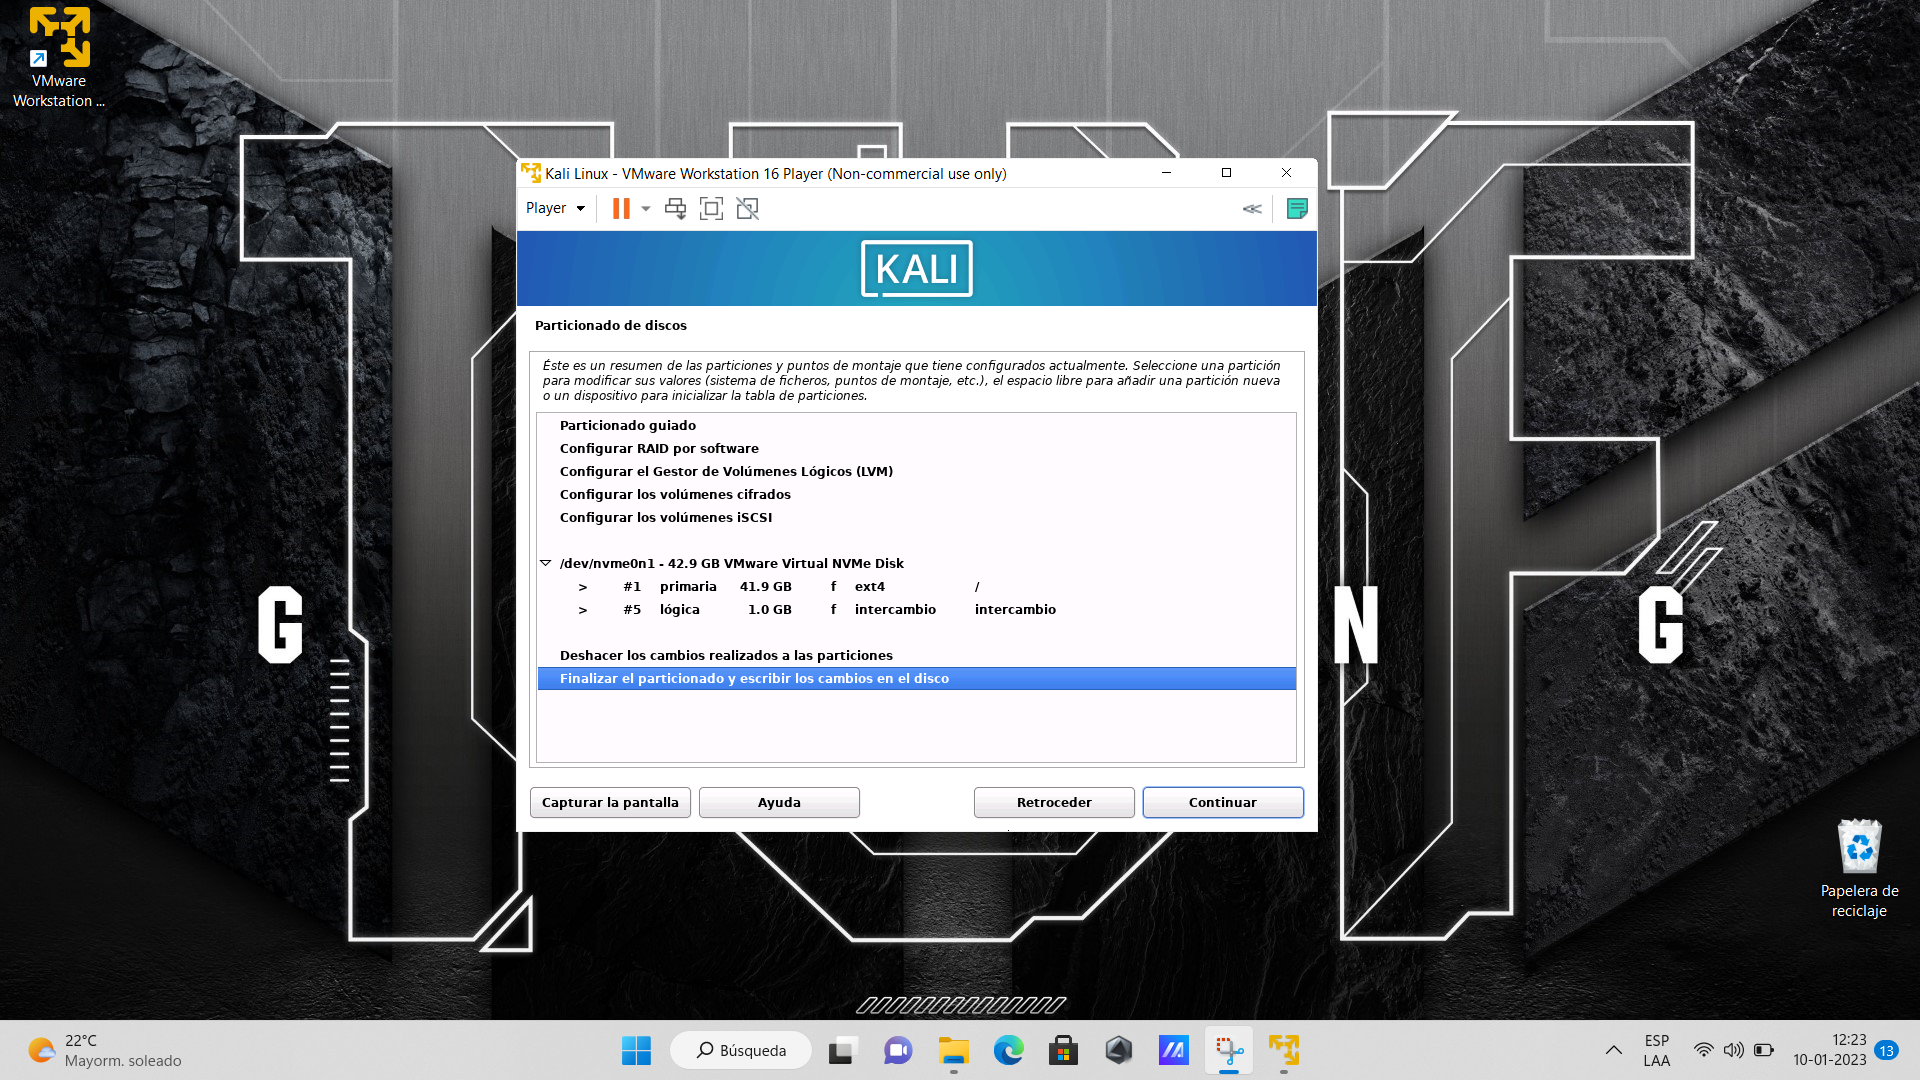 VMware
Workstation ...
Kali Linux - VMware Workstation 16 Player (Non-commercial use only)
Player
KALI
Particionado de discos
Éste es un resumen de las particiones y puntos de montaje que tiene configurados actualmente. Seleccione una partición
para modificar sus valores (sistema de ficheros, puntos de montaje, etc.), el espacio libre para añadir una partición nueva
o un dispositivo para inicializar la tabla de particiones.
Particionado guiado
Configurar RAID por software
Configurar el Gestor de Volúmenes Lógicos (LVM)
Configurar los volúmenes cifrados
Configurar los volúmenes iSCSI
/dev/nvme0n1 - 42.9 GB VMware Virtual NVMe Disk
> #1 primaria 41.9 GB f ext4 /
> #5 lógica 1.0 GB f intercambio intercambio
Deshacer los cambios realizados a las particiones
Finalizar el particionado y escribir los cambios en el disco
Capturar la pantalla
Ayuda
Retroceder
Continuar
G
N
G
Papelera de
reciclaje
22°C
Mayorm. soleado
Búsqueda
ESP
LAA
12:23
10-01-2023
13